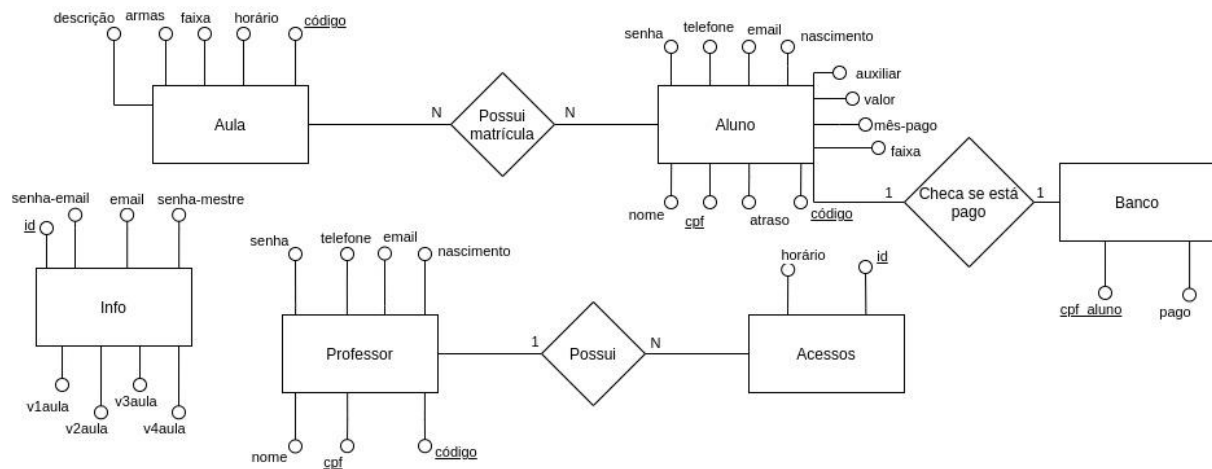 descrição
armas
faixa
horário
código
Aula
N
Possui
matrícula
N
senha
telefone
email
nascimento
auxiliar
valor
mês-pago
faixa
Aluno
nome
cpf
atraso
código
1
Checa se está
pago
1
Banco
cpf_aluno
pago
senha-email
email
senha-mestre
id
Info
v1aula
v2aula
v3aula
v4aula
senha
telefone
email
nascimento
Professor
nome
cpf
código
1
Possui
N
horário
id
Acessos